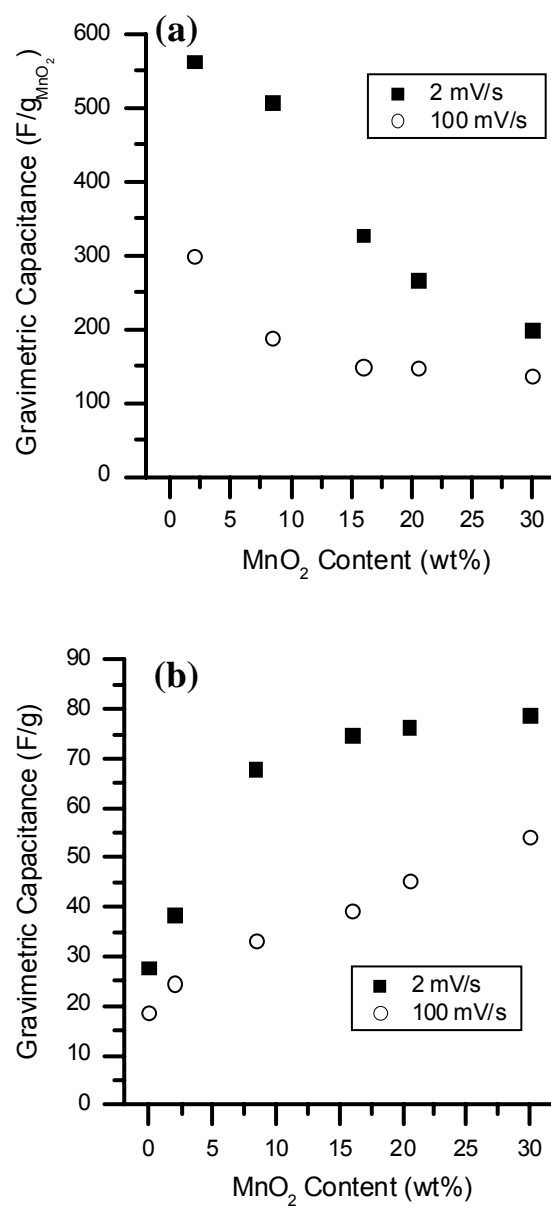 (a)
600
500
400
300
200
100
0
Gravimetric Capacitance (F/g_MnO₂)
2 mV/s
100 mV/s
0 5 10 15 20 25 30
MnO₂ Content (wt%)
(b)
90
80
70
60
50
40
30
20
10
0
Gravimetric Capacitance (F/g)
2 mV/s
100 mV/s
0 5 10 15 20 25 30
MnO₂ Content (wt%)